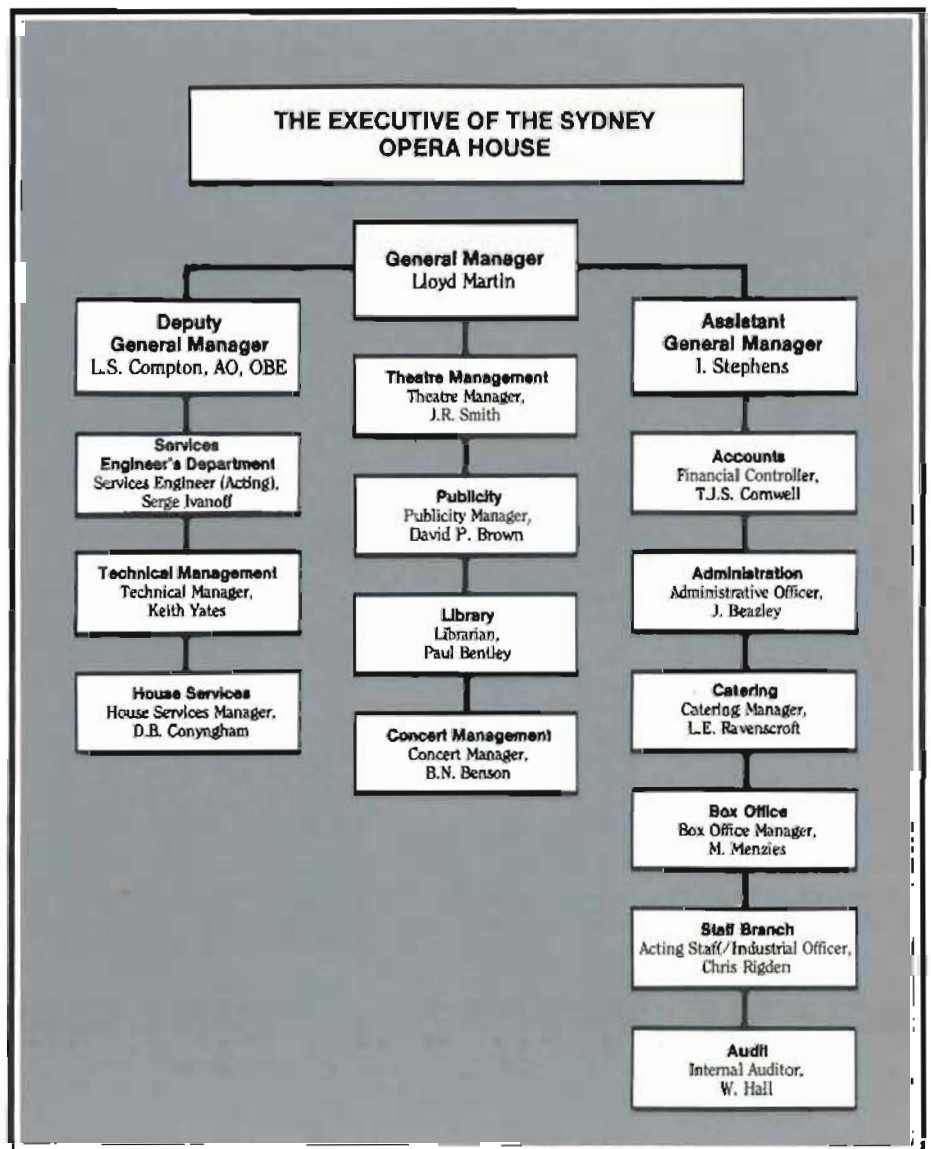 THE EXECUTIVE OF THE SYDNEY
OPERA HOUSE
General Manager
Lloyd Martin
Deputy
General Manager
L.S. Compton, AO, OBE
Services
Engineer's Department
Services Engineer (Acting),
Serge Ivanoff
Technical Management
Technical Manager,
Keith Yates
House Services
House Services Manager,
D.B. Conyngham
Theatre Management
Theatre Manager,
J.R. Smith
Publicity
Publicity Manager,
David P. Brown
Library
Librarian,
Paul Bentley
Concert Management
Concert Manager,
B.N. Benson
Assistant
General Manager
I. Stephens
Accounts
Financial Controller,
T.J.S. Cornwell
Administration
Administrative Officer,
J. Beazley
Catering
Catering Manager,
L.E. Ravenscroft
Box Office
Box Office Manager,
M. Menzies
Staff Branch
Acting Staff/Industrial Officer,
Chris Rigden
Audit
Internal Auditor,
W. Hall